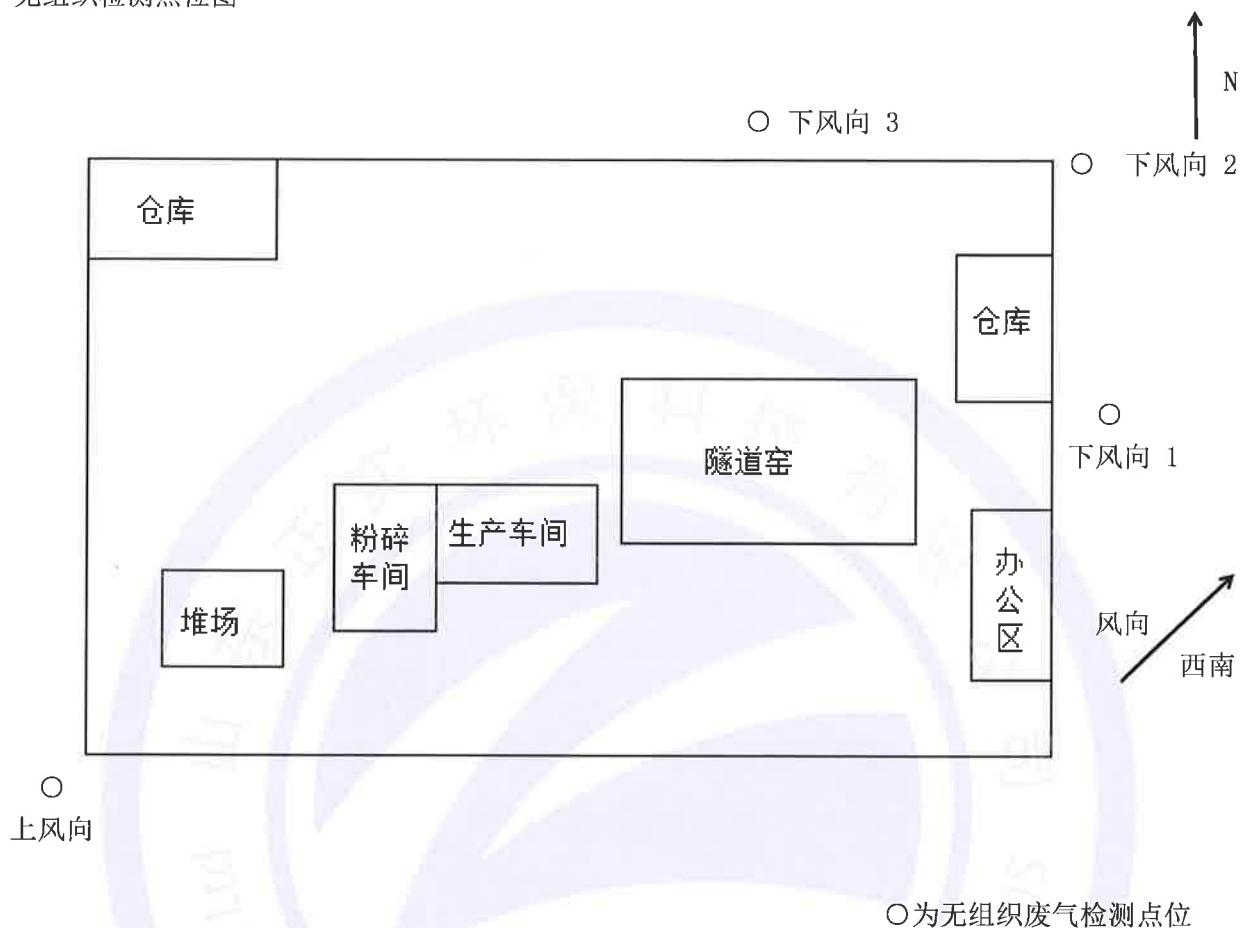 无组织检测点位图
N
○ 下风向 3
○ 下风向 2
仓库
仓库
○
下风向 1
隧道窑
生产车间
粉碎
车间
堆场
办
公
区
风向
西南
○
上风向
○为无组织废气检测点位